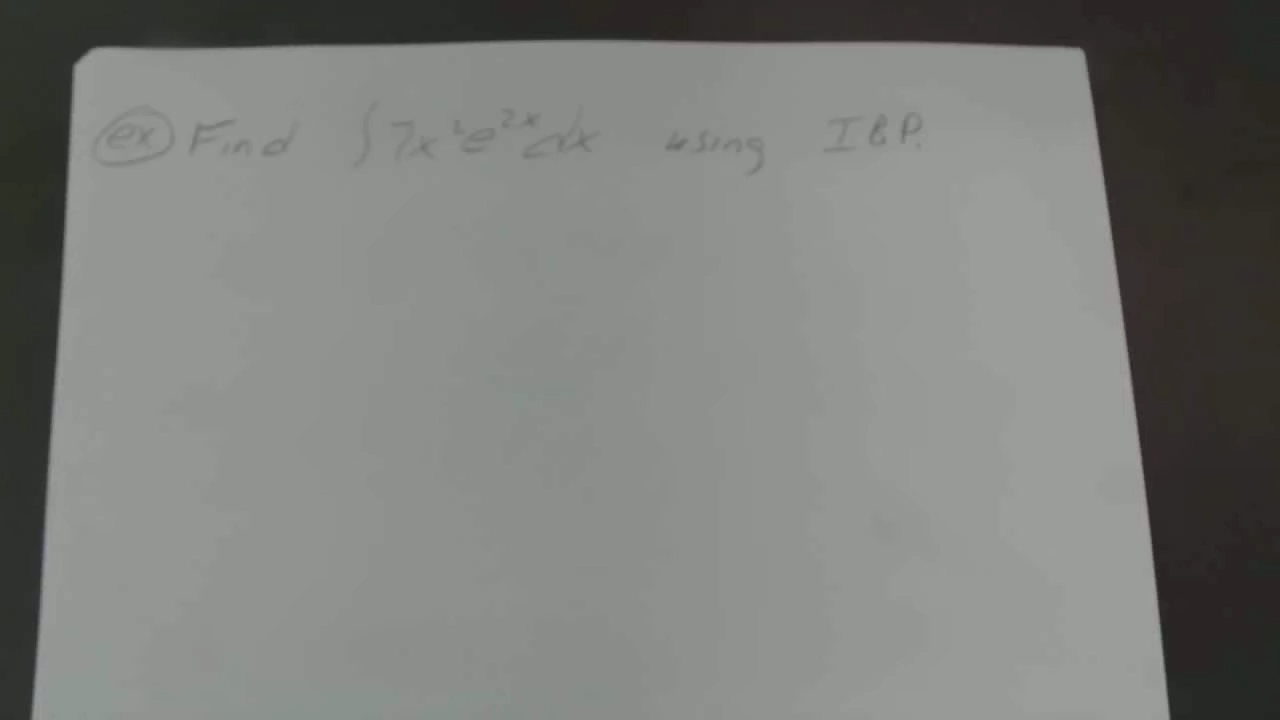 ex Find ∫7x²e²ˣdx using IBP.